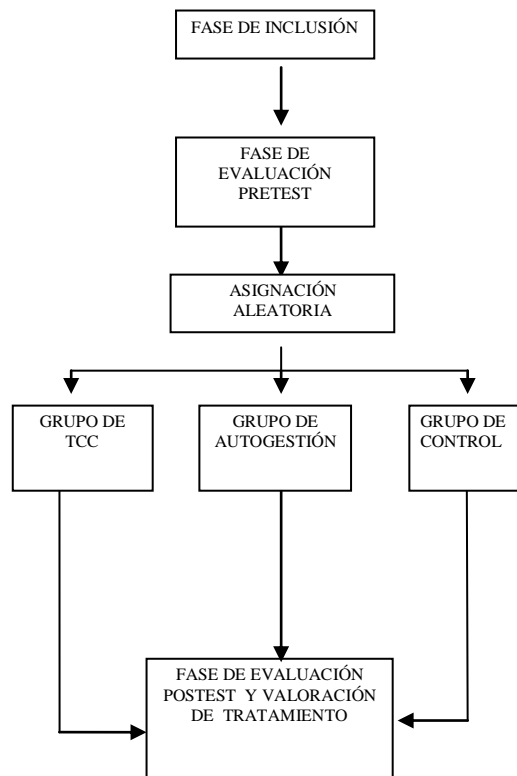 FASE DE INCLUSIÓN
FASE DE
EVALUACIÓN
PRETEST
ASIGNACIÓN
ALEATORIA
GRUPO DE
TCC
GRUPO DE
AUTOGESTIÓN
GRUPO DE
CONTROL
FASE DE EVALUACIÓN
POSTEST Y VALORACIÓN
DE TRATAMIENTO